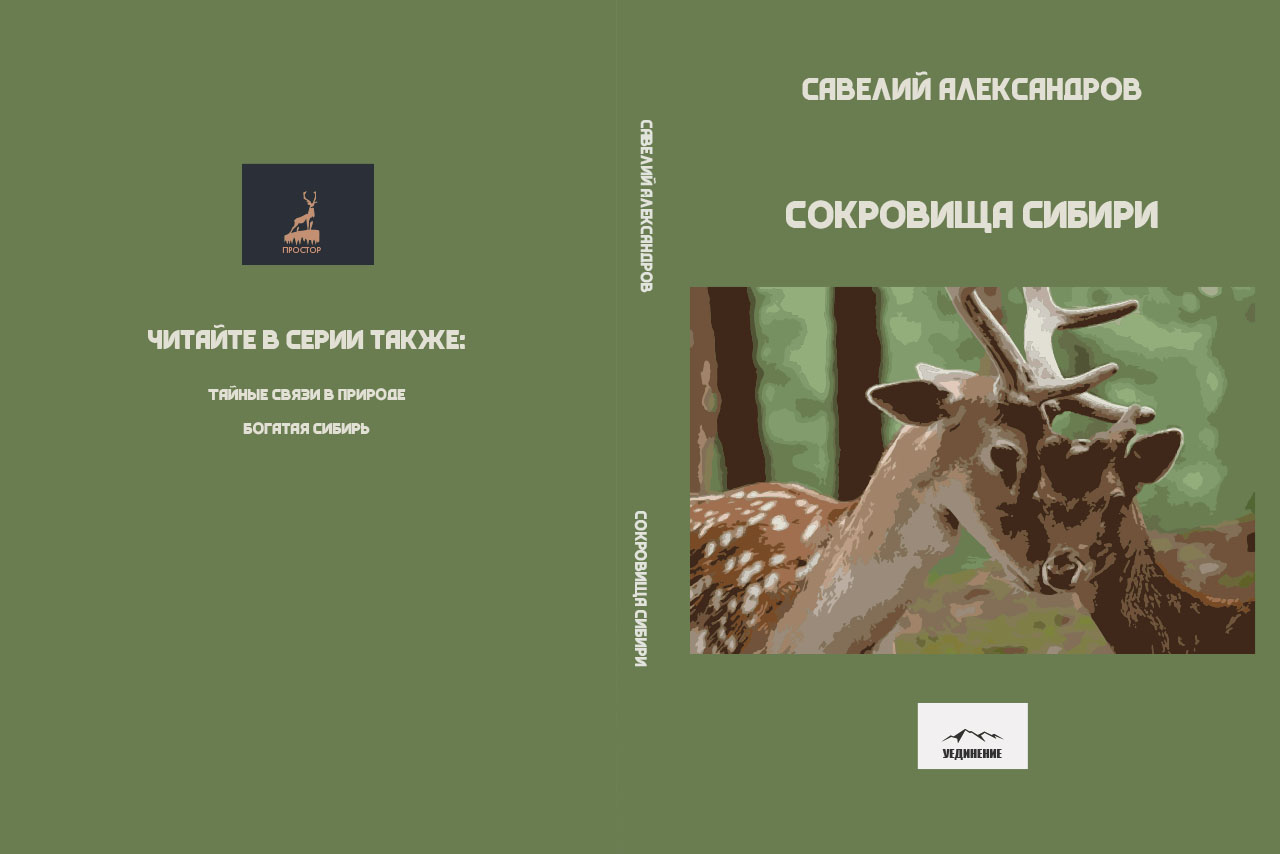 ПРОСТОР
ЧИТАЙТЕ В СЕРИИ ТАКЖЕ:
ТАЙНЫЕ СВЯЗИ В ПРИРОДЕ
БОГАТАЯ СИБИРЬ
САВЕЛИЙ АЛЕКСАНДРОВ
СОКРОВИЩА СИБИРИ
САВЕЛИЙ АЛЕКСАНДРОВ
СОКРОВИЩА СИБИРИ
УЕДИНЕНИЕ